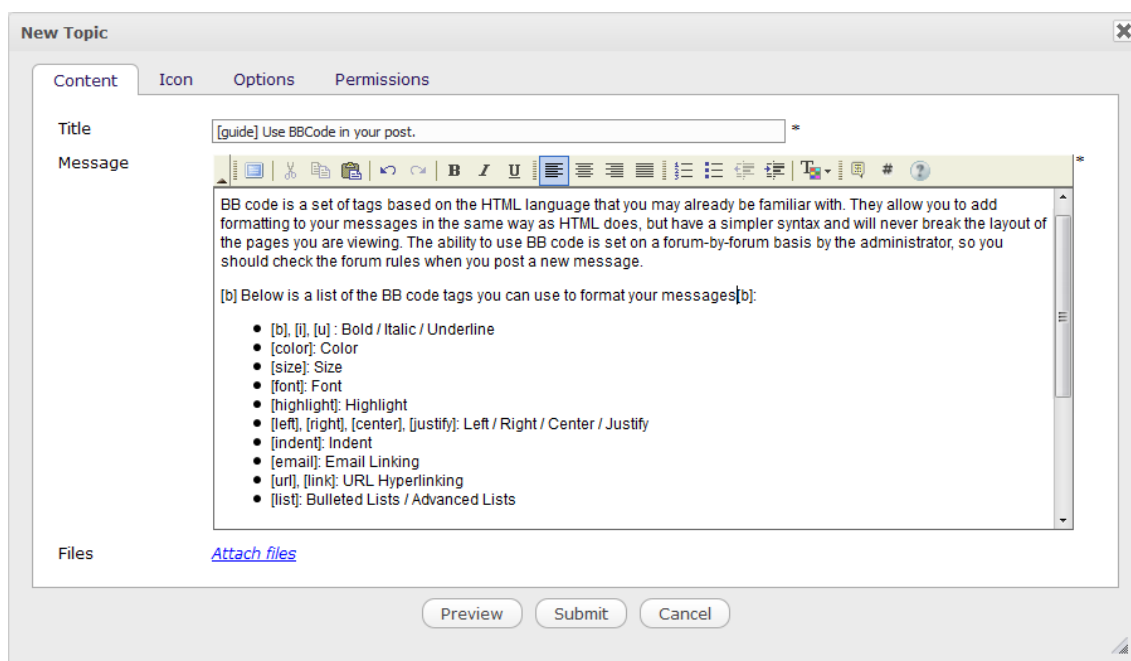 New Topic
Content Icon Options Permissions
Title [guide] Use BBCode in your post. *
Message B I U # ? *
BB code is a set of tags based on the HTML language that you may already be familiar with. They allow you to add
formatting to your messages in the same way as HTML does, but have a simpler syntax and will never break the layout of
the pages you are viewing. The ability to use BB code is set on a forum-by-forum basis by the administrator, so you
should check the forum rules when you post a new message.
[b] Below is a list of the BB code tags you can use to format your messages[b]:
• [b], [i], [u] : Bold / Italic / Underline
• [color]: Color
• [size]: Size
• [font]: Font
• [highlight]: Highlight
• [left], [right], [center], [justify]: Left / Right / Center / Justify
• [indent]: Indent
• [email]: Email Linking
• [url], [link]: URL Hyperlinking
• [list]: Bulleted Lists / Advanced Lists
Files Attach files
Preview Submit Cancel